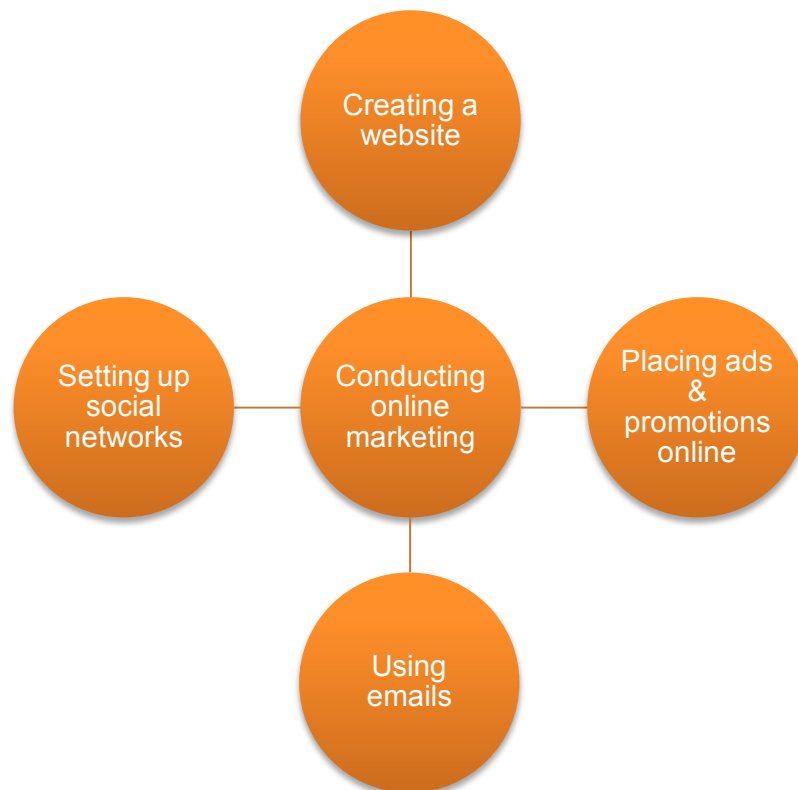 Creating a
website
Setting up
social
networks
Conducting
online
marketing
Placing ads
&
promotions
online
Using
emails